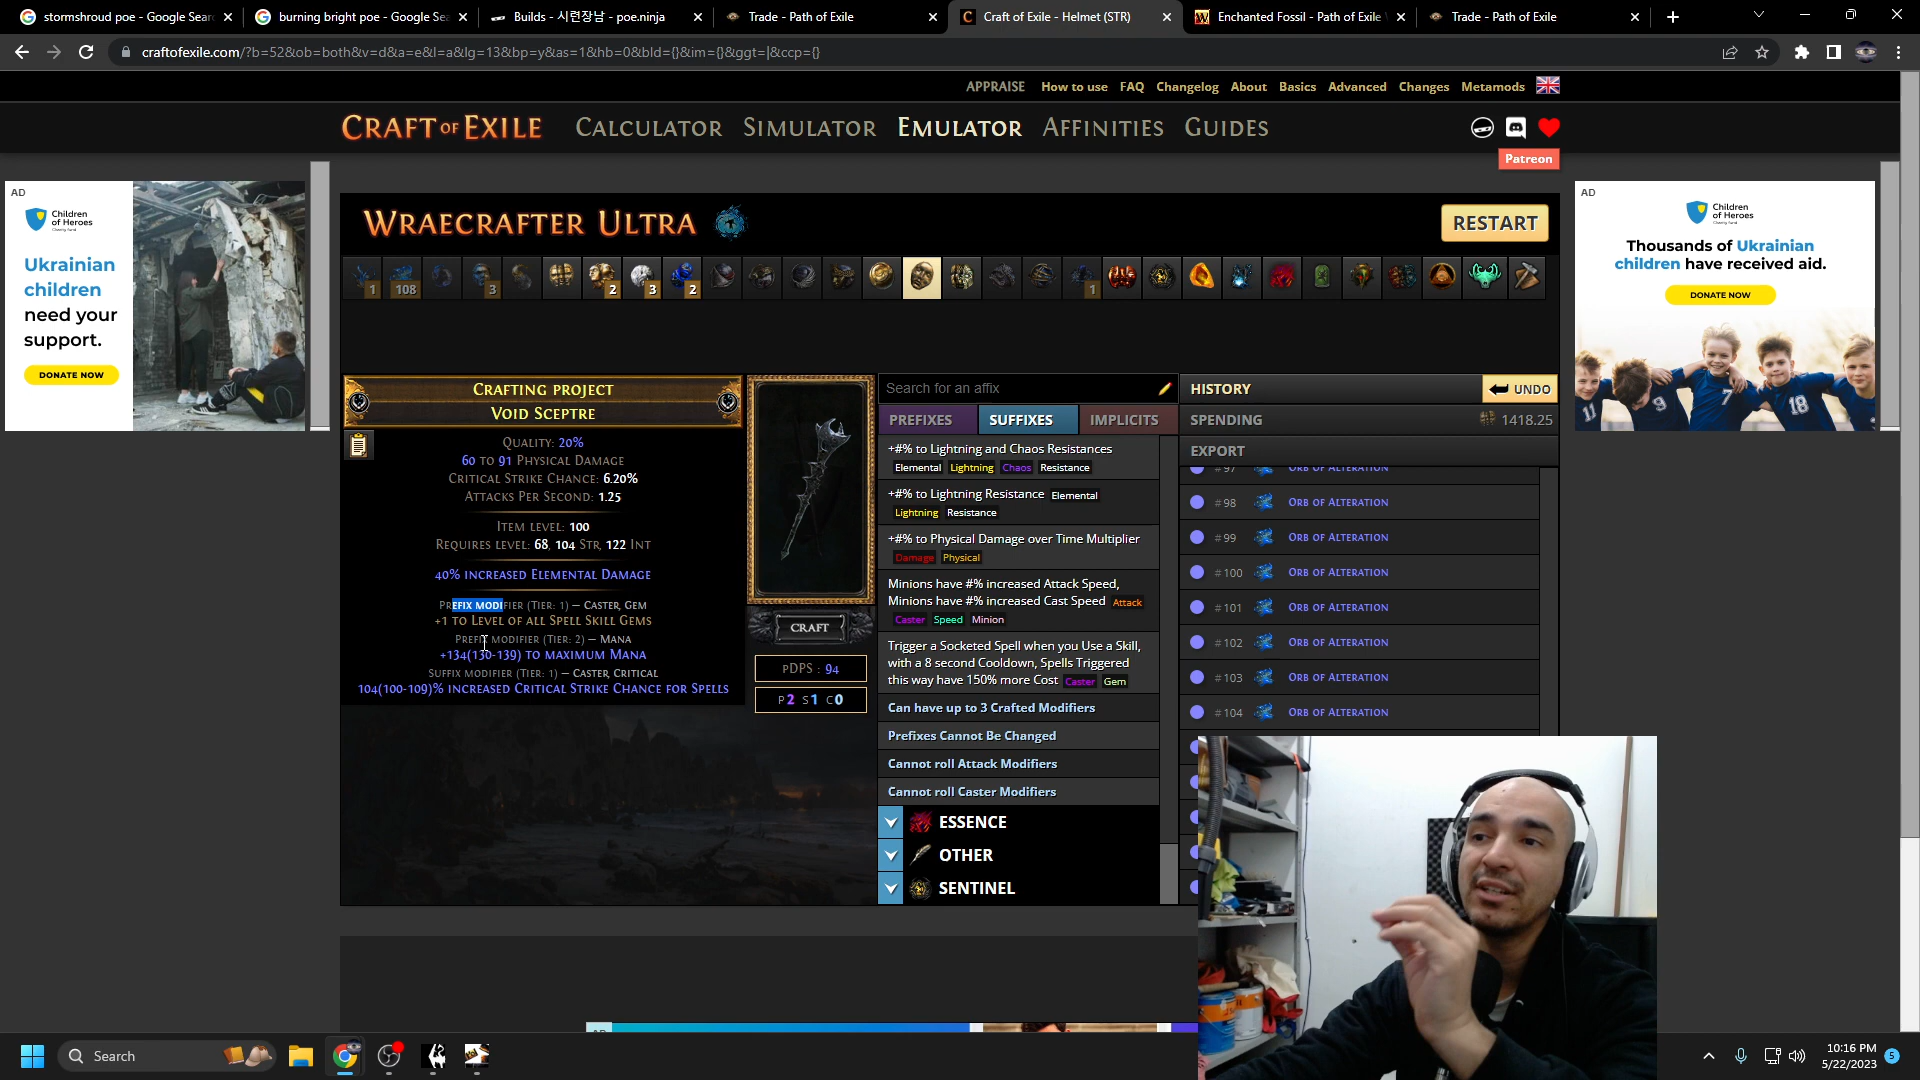 stormshroud poe - Google Sear
burning bright poe - Google Se
Builds - 시련장남 - poe.ninja
Trade - Path of Exile
Craft of Exile - Helmet (STR)
Enchanted Fossil - Path of Exile
Trade - Path of Exile
craftofexile.com/?b=52&ob=both&v=d&a=e&l=a&lg=13&bp=y&as=1&hb=0&bld={}&im={}&ggt=|&ccp={}
APPRAISE How to use FAQ Changelog About Basics Advanced Changes Metamods
CRAFT OF EXILE CALCULATOR SIMULATOR EMULATOR AFFINITIES GUIDES
Patreon
AD
Children of Heroes
Charity fund
Ukrainian
children
need your
support.
DONATE NOW
WRAECRAFTER ULTRA
RESTART
1 108 3 2 3 2 1
CRAFTING PROJECT
VOID SCEPTRE
QUALITY: 20%
60 TO 91 PHYSICAL DAMAGE
CRITICAL STRIKE CHANCE: 6.20%
ATTACKS PER SECOND: 1.25
ITEM LEVEL: 100
REQUIRES LEVEL: 68, 104 STR, 122 INT
40% INCREASED ELEMENTAL DAMAGE
PREFIX MODIFIER (TIER: 1) — CASTER, GEM
+1 TO LEVEL OF ALL SPELL SKILL GEMS
PREFIX MODIFIER (TIER: 2) — MANA
+134(130-139) TO MAXIMUM MANA
SUFFIX MODIFIER (TIER: 1) — CASTER, CRITICAL
104(100-109)% INCREASED CRITICAL STRIKE CHANCE FOR SPELLS
CRAFT
PDPS : 94
P2 S1 C0
Search for an affix
PREFIXES SUFFIXES IMPLICITS
+#% to Lightning and Chaos Resistances
Elemental Lightning Chaos Resistance
+#% to Lightning Resistance Elemental
Lightning Resistance
+#% to Physical Damage over Time Multiplier
Damage Physical
Minions have #% increased Attack Speed,
Minions have #% increased Cast Speed Attack
Caster Speed Minion
Trigger a Socketed Spell when you Use a Skill,
with a 8 second Cooldown, Spells Triggered
this way have 150% more Cost Caster Gem
Can have up to 3 Crafted Modifiers
Prefixes Cannot Be Changed
Cannot roll Attack Modifiers
Cannot roll Caster Modifiers
ESSENCE
OTHER
SENTINEL
HISTORY UNDO
SPENDING 1418.25
EXPORT
#97 ORB OF ALTERATION
#98 ORB OF ALTERATION
#99 ORB OF ALTERATION
#100 ORB OF ALTERATION
#101 ORB OF ALTERATION
#102 ORB OF ALTERATION
#103 ORB OF ALTERATION
#104 ORB OF ALTERATION
AD
Children of Heroes
Charity fund
Thousands of Ukrainian
children have received aid.
DONATE NOW
11 9 7 18
Search
10:16 PM
5/22/2023
5